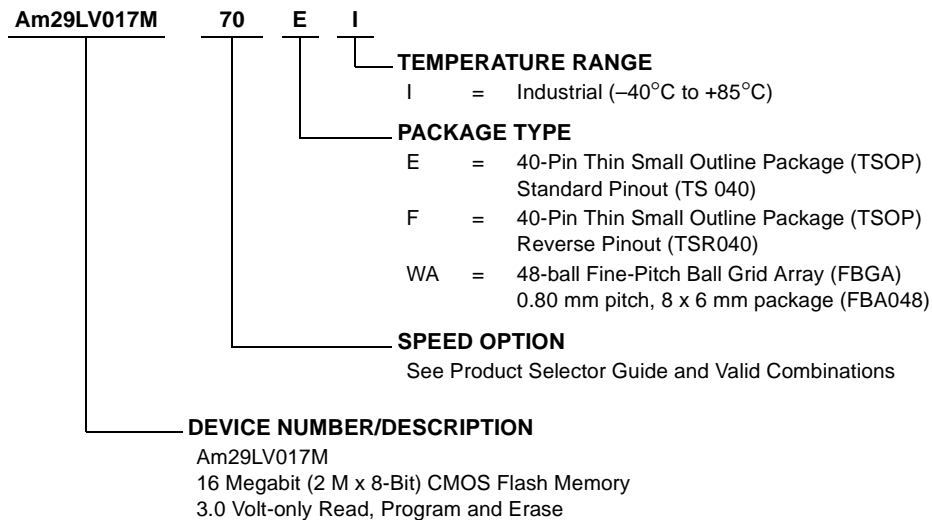 Am29LV017M 70 E I
TEMPERATURE RANGE
I = Industrial (–40°C to +85°C)
PACKAGE TYPE
E = 40-Pin Thin Small Outline Package (TSOP)
Standard Pinout (TS 040)
F = 40-Pin Thin Small Outline Package (TSOP)
Reverse Pinout (TSR040)
WA = 48-ball Fine-Pitch Ball Grid Array (FBGA)
0.80 mm pitch, 8 x 6 mm package (FBA048)
SPEED OPTION
See Product Selector Guide and Valid Combinations
DEVICE NUMBER/DESCRIPTION
Am29LV017M
16 Megabit (2 M x 8-Bit) CMOS Flash Memory
3.0 Volt-only Read, Program and Erase